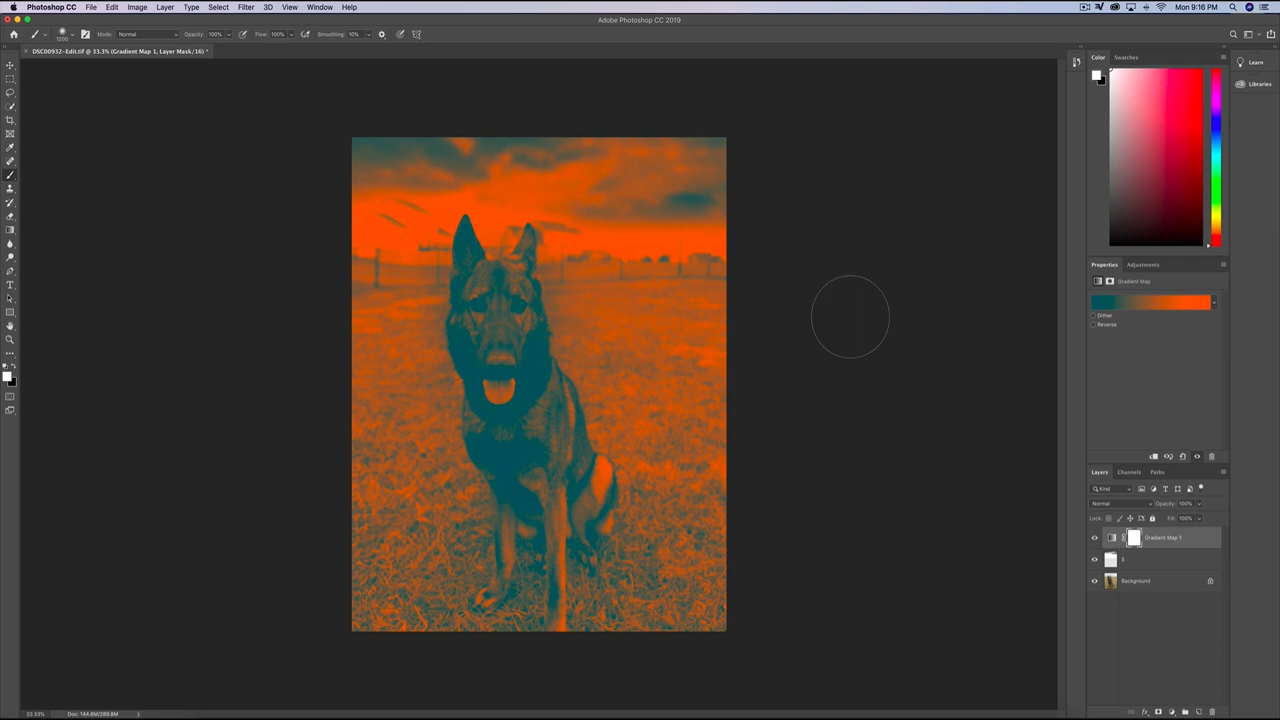 Photoshop CC File Edit Image Layer Type Select Filter 3D View Window Help Mon 9:16 PM
Adobe Photoshop CC 2019
1300 Mode: Normal Opacity: 100% Flow: 100% Smoothing: 10%
× DSC00932-Edit.tif @ 33.3% (Gradient Map 1, Layer Mask/16) *
Color Swatches
Learn
Libraries
Properties Adjustments
Gradient Map
Dither
Reverse
Layers Channels Paths
Kind
Normal Opacity: 100%
Lock: Fill: 100%
Gradient Map 1
Background
33.33% Doc: 144.8M/289.8M